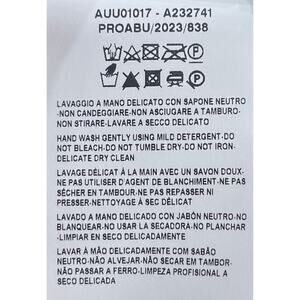 AUU01017 - A232741
PROABU/2023/838
LAVAGGIO A MANO DELICATO CON SAPONE NEUTRO
-NON CANDEGGIARE-NON ASCIUGARE A TAMBURO-
NON STIRARE-LAVARE A SECCO DELICATO
HAND WASH GENTLY USING MILD DETERGENT-DO
NOT BLEACH-DO NOT TUMBLE DRY-DO NOT IRON-
DELICATE DRY CLEAN
LAVAGE DÉLICAT À LA MAIN AVEC UN SAVON DOUX-
NE PAS UTILISER D'AGENT DE BLANCHIMENT-NE PAS
SÉCHER EN TAMBOUR-NE PAS REPASSER NI
PRESSER-NETTOYAGE À SEC DÉLICAT
LAVADO A MANO DELICADO CON JABÓN NEUTRO-NO
BLANQUEAR-NO USAR LA SECADORA-NO PLANCHAR
-LIMPIAR EN SECO DELICADAMENTE
LAVAR À MÃO DELICADAMENTE COM SABÃO
NEUTRO-NÃO ALVEJAR-NÃO SECAR EM TAMBOR-
NÃO PASSAR A FERRO-LIMPEZA PROFISIONAL A
SECO DELICADA